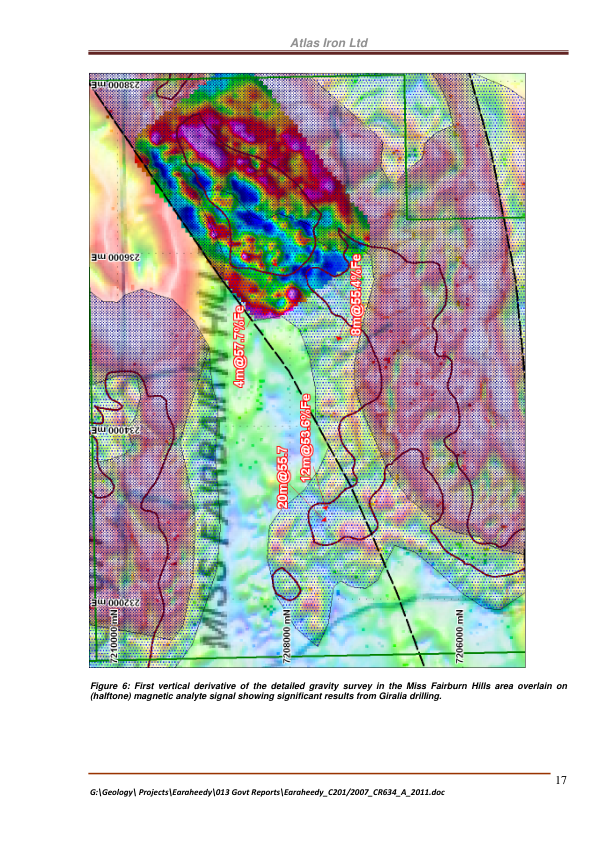 Atlas Iron Ltd
238000 mE
236000 mE
4m@57.7%Fe
8m@55.4%Fe
MISS FAIRBAIRN HILL
234000 mE
12m@53.6%Fe
20m@55.7
232000 mE
7210000 mN
7208000 mN
7206000 mN
Figure 6: First vertical derivative of the detailed gravity survey in the Miss Fairburn Hills area overlain on
(halftone) magnetic analyte signal showing significant results from Giralia drilling.
17
G:\Geology\ Projects\Earaheedy\013 Govt Reports\Earaheedy_C201/2007_CR634_A_2011.doc